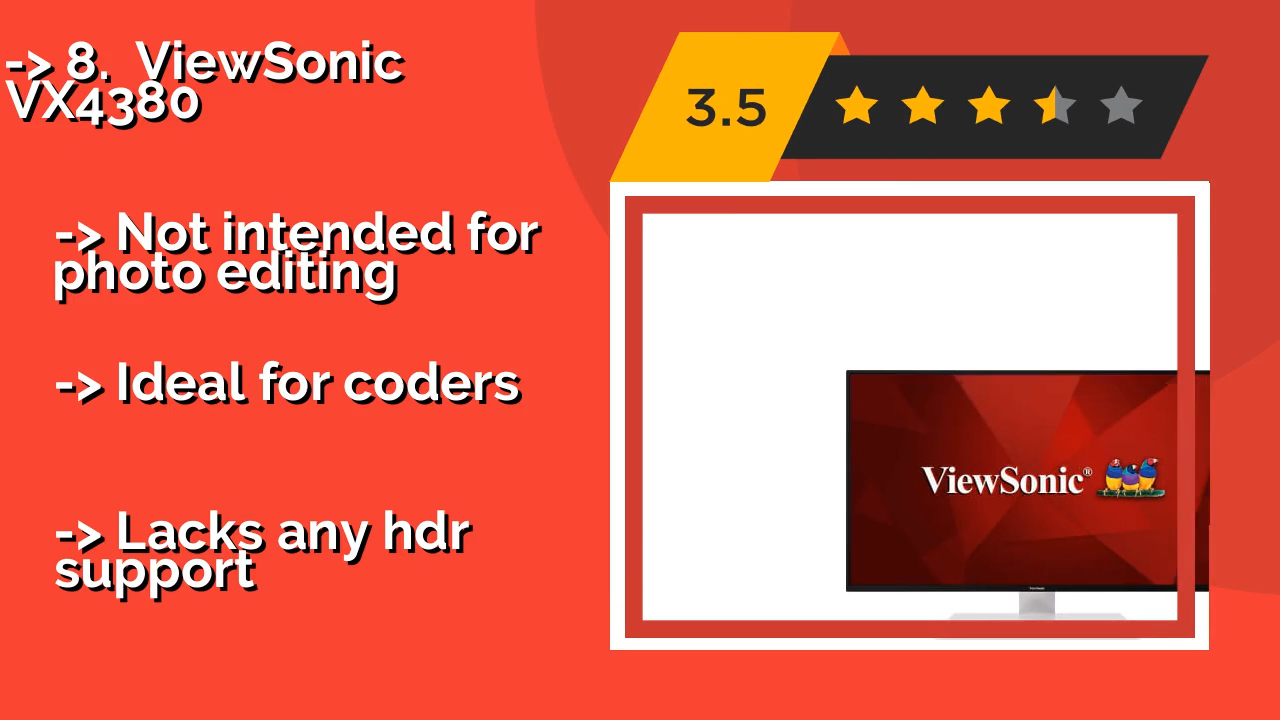 -> 8. ViewSonic
VX4380
3.5
-> Not intended for
photo editing
-> Ideal for coders
-> Lacks any hdr
support
ViewSonic®